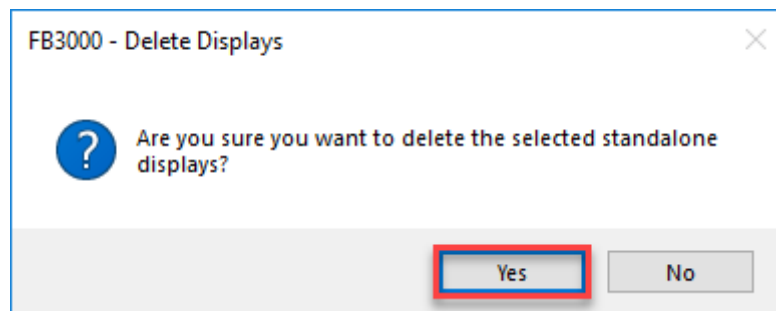 FB3000 - Delete Displays
Are you sure you want to delete the selected standalone
displays?
Yes
No